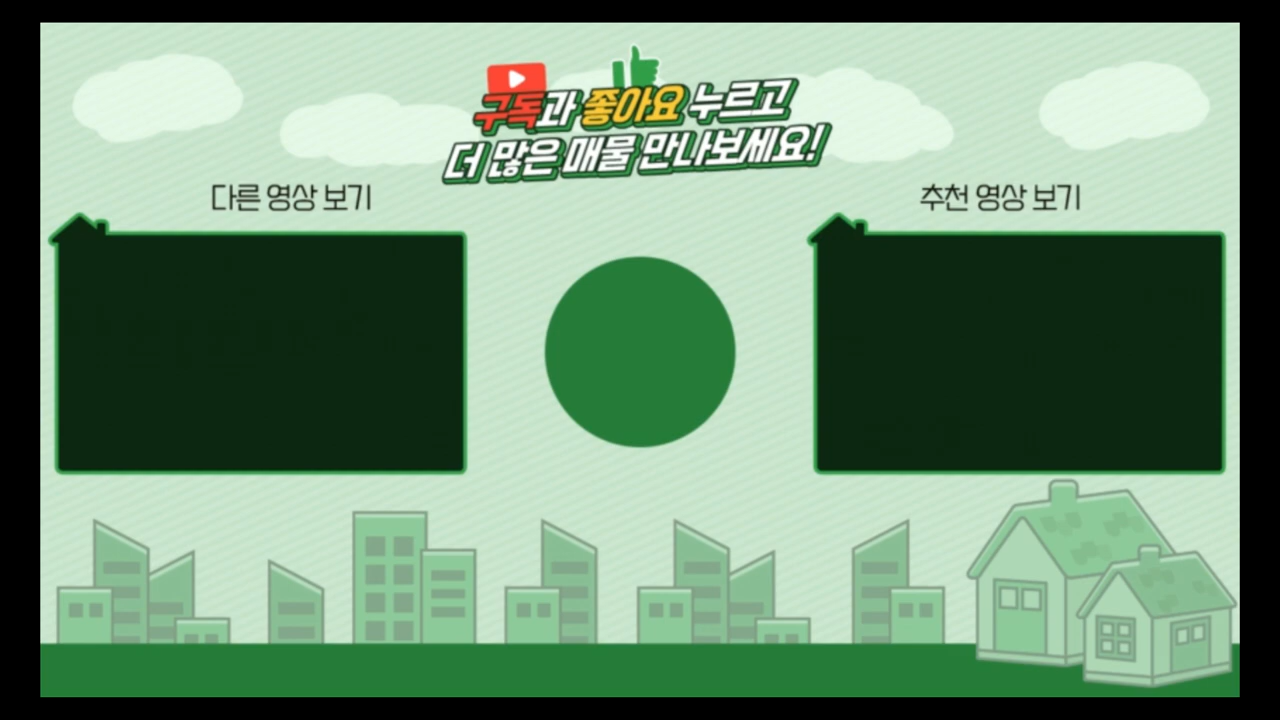 구독과 좋아요 누르고
더 많은 매물 만나보세요!
다른 영상 보기
추천 영상 보기